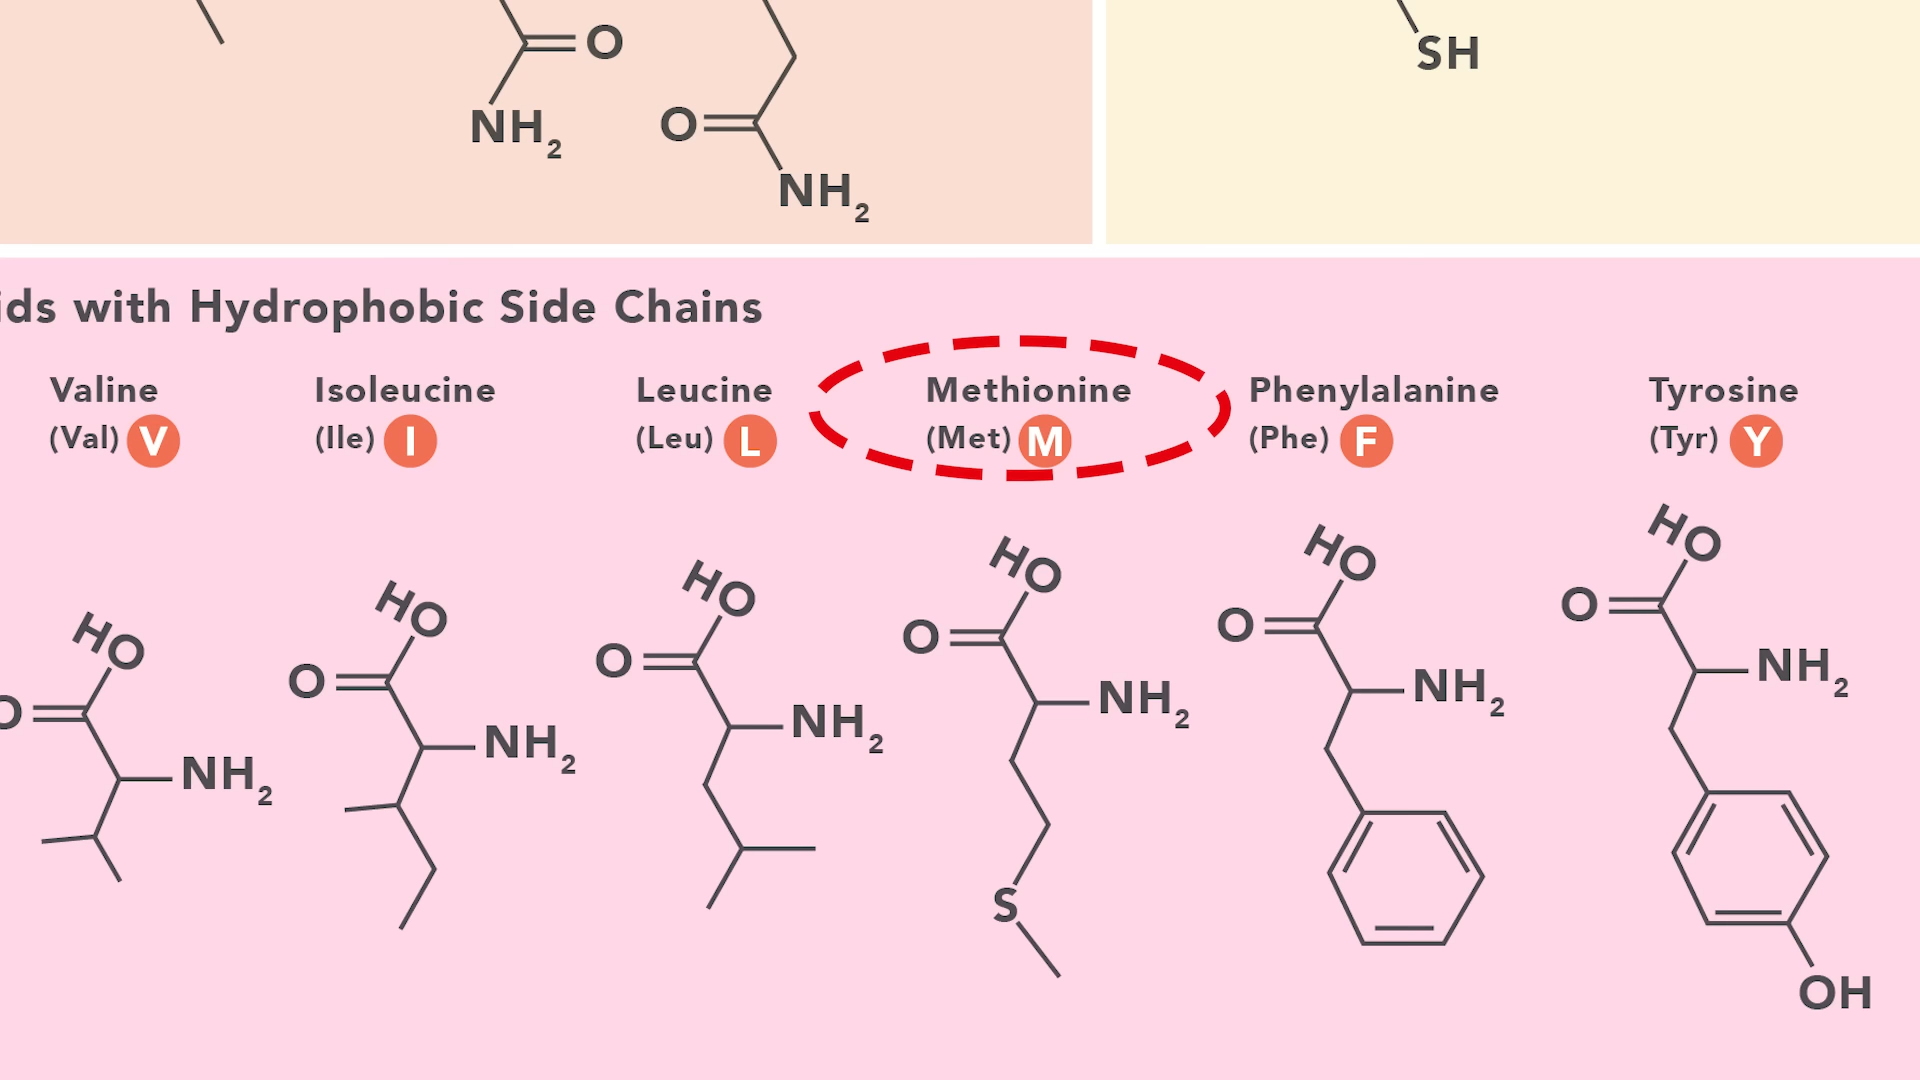 O
NH2
O
NH2
SH
ids with Hydrophobic Side Chains
Valine
(Val) V
Isoleucine
(Ile) I
Leucine
(Leu) L
Methionine
(Met) M
Phenylalanine
(Phe) F
Tyrosine
(Tyr) Y
HO
O
NH2
HO
O
NH2
HO
O
NH2
HO
O
NH2
S
HO
O
NH2
HO
O
NH2
OH